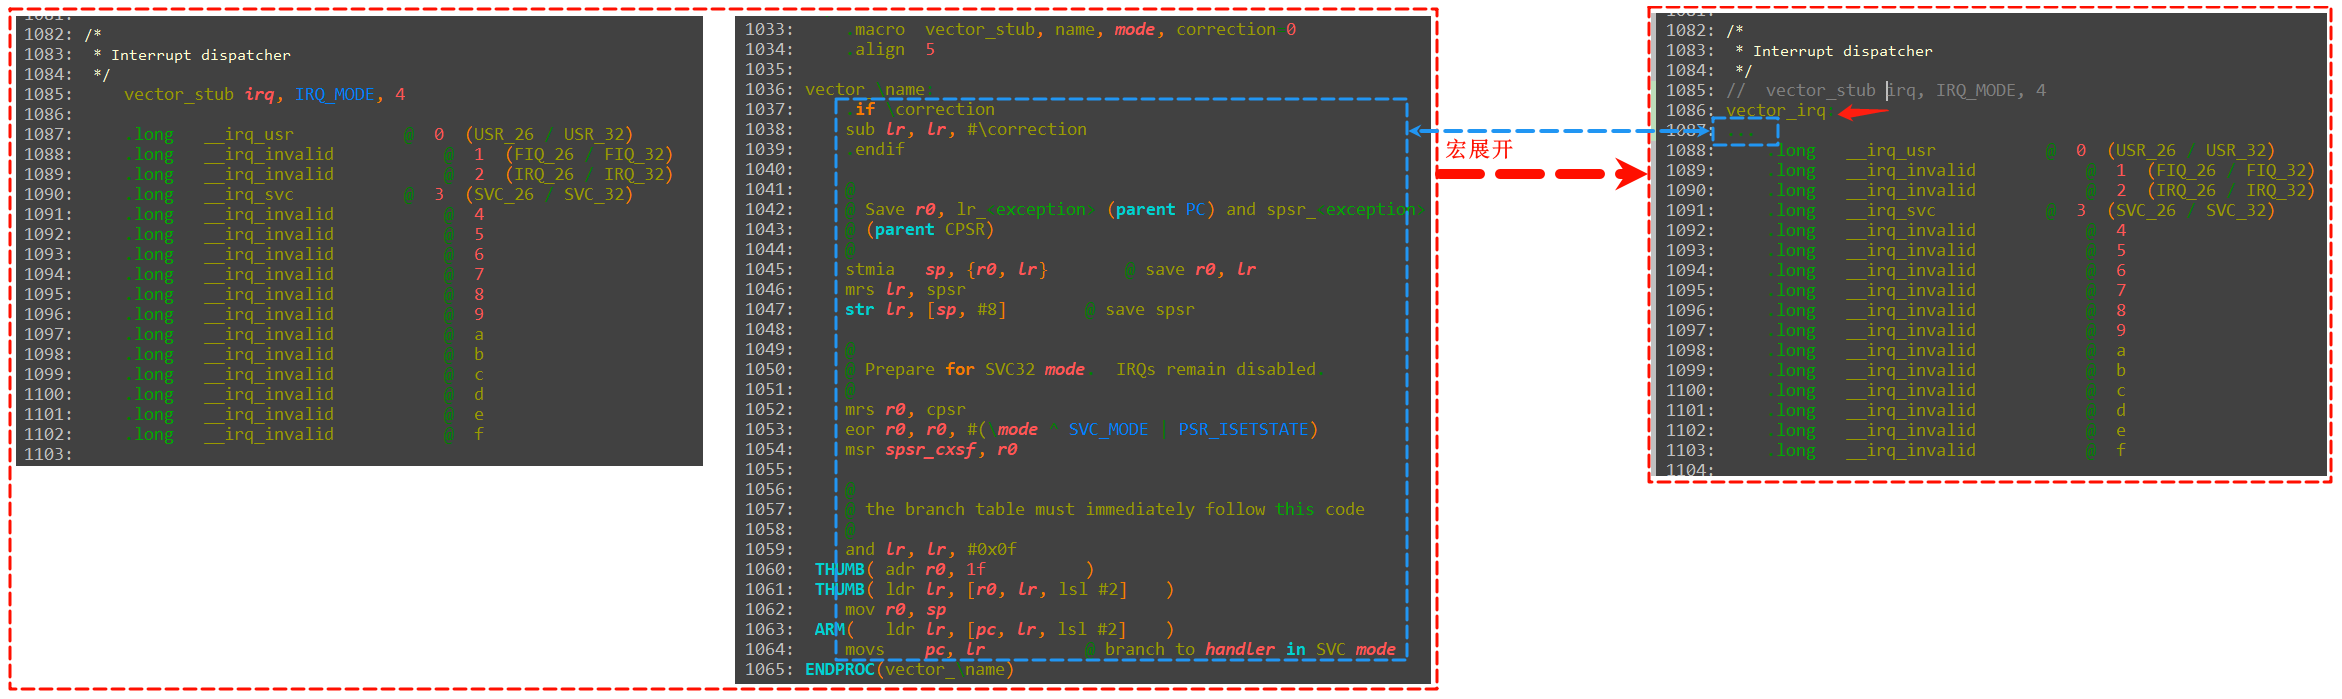 1082: /*
1083:  * Interrupt dispatcher
1084:  */
1085:     vector_stub irq, IRQ_MODE, 4
1086:
1087:     .long   __irq_usr           @  0  (USR_26 / USR_32)
1088:     .long   __irq_invalid           @  1  (FIQ_26 / FIQ_32)
1089:     .long   __irq_invalid           @  2  (IRQ_26 / IRQ_32)
1090:     .long   __irq_svc           @  3  (SVC_26 / SVC_32)
1091:     .long   __irq_invalid           @  4
1092:     .long   __irq_invalid           @  5
1093:     .long   __irq_invalid           @  6
1094:     .long   __irq_invalid           @  7
1095:     .long   __irq_invalid           @  8
1096:     .long   __irq_invalid           @  9
1097:     .long   __irq_invalid           @  a
1098:     .long   __irq_invalid           @  b
1099:     .long   __irq_invalid           @  c
1100:     .long   __irq_invalid           @  d
1101:     .long   __irq_invalid           @  e
1102:     .long   __irq_invalid           @  f
1103:
1033:     .macro  vector_stub, name, mode, correction=0
1034:     .align  5
1035:
1036: vector_\name:
1037:     .if \correction
1038:     sub lr, lr, #\correction
1039:     .endif
1040:
1041:     @
1042:     @ Save r0, lr_<exception> (parent PC) and spsr_<exception>
1043:     @ (parent CPSR)
1044:     @
1045:     stmia   sp, {r0, lr}        @ save r0, lr
1046:     mrs lr, spsr
1047:     str lr, [sp, #8]        @ save spsr
1048:
1049:     @
1050:     @ Prepare for SVC32 mode.  IRQs remain disabled.
1051:     @
1052:     mrs r0, cpsr
1053:     eor r0, r0, #(\mode ^ SVC_MODE | PSR_ISETSTATE)
1054:     msr spsr_cxsf, r0
1055:
1056:     @
1057:     @ the branch table must immediately follow this code
1058:     @
1059:     and lr, lr, #0x0f
1060:  THUMB( adr r0, 1f          )
1061:  THUMB( ldr lr, [r0, lr, lsl #2]    )
1062:     mov r0, sp
1063:  ARM(   ldr lr, [pc, lr, lsl #2]    )
1064:     movs    pc, lr          @ branch to handler in SVC mode
1065: ENDPROC(vector_\name)
宏展开
1082: /*
1083:  * Interrupt dispatcher
1084:  */
1085: //  vector_stub irq, IRQ_MODE, 4
1086: vector_irq:
1087: ...
1088:     .long   __irq_usr           @  0  (USR_26 / USR_32)
1089:     .long   __irq_invalid           @  1  (FIQ_26 / FIQ_32)
1090:     .long   __irq_invalid           @  2  (IRQ_26 / IRQ_32)
1091:     .long   __irq_svc           @  3  (SVC_26 / SVC_32)
1092:     .long   __irq_invalid           @  4
1093:     .long   __irq_invalid           @  5
1094:     .long   __irq_invalid           @  6
1095:     .long   __irq_invalid           @  7
1096:     .long   __irq_invalid           @  8
1097:     .long   __irq_invalid           @  9
1098:     .long   __irq_invalid           @  a
1099:     .long   __irq_invalid           @  b
1100:     .long   __irq_invalid           @  c
1101:     .long   __irq_invalid           @  d
1102:     .long   __irq_invalid           @  e
1103:     .long   __irq_invalid           @  f
1104: